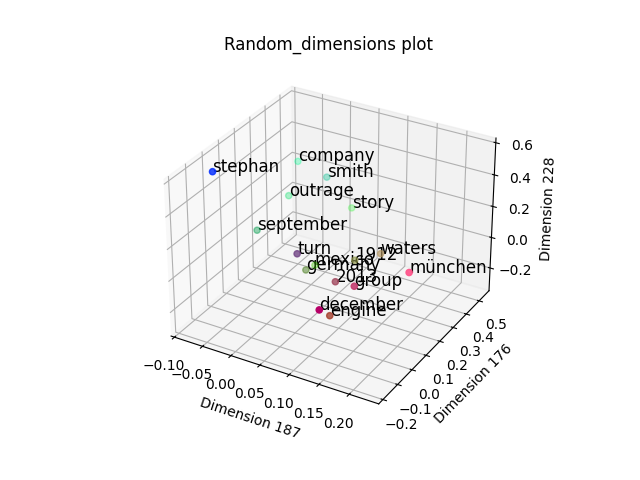 Random_dimensions plot
company
stephan
smith
outrage
story
september
turn
waters
1912
mexico
germany
münchen
2013
group
december
engine
0.6
0.4
0.2
0.0
−0.2
Dimension 228
0.5
0.4
0.3
0.2
0.1
0.0
−0.1
−0.2
Dimension 176
−0.10
−0.05
0.00
0.05
0.10
0.15
0.20
Dimension 187